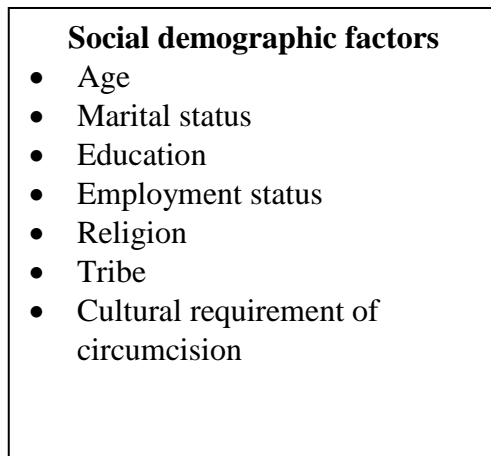 Social demographic factors
• Age
• Marital status
• Education
• Employment status
• Religion
• Tribe
• Cultural requirement of
circumcision